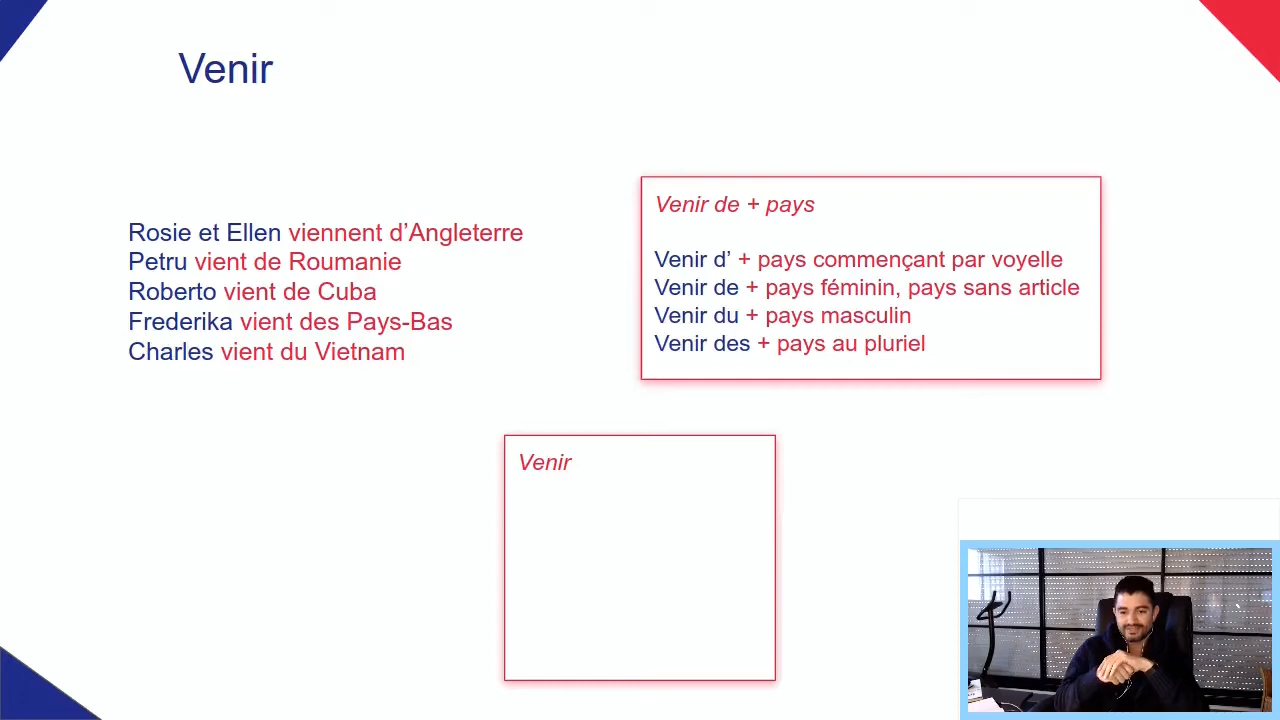 Venir
Rosie et Ellen viennent d’Angleterre
Petru vient de Roumanie
Roberto vient de Cuba
Frederika vient des Pays-Bas
Charles vient du Vietnam
Venir de + pays
Venir d’ + pays commençant par voyelle
Venir de + pays féminin, pays sans article
Venir du + pays masculin
Venir des + pays au pluriel
Venir